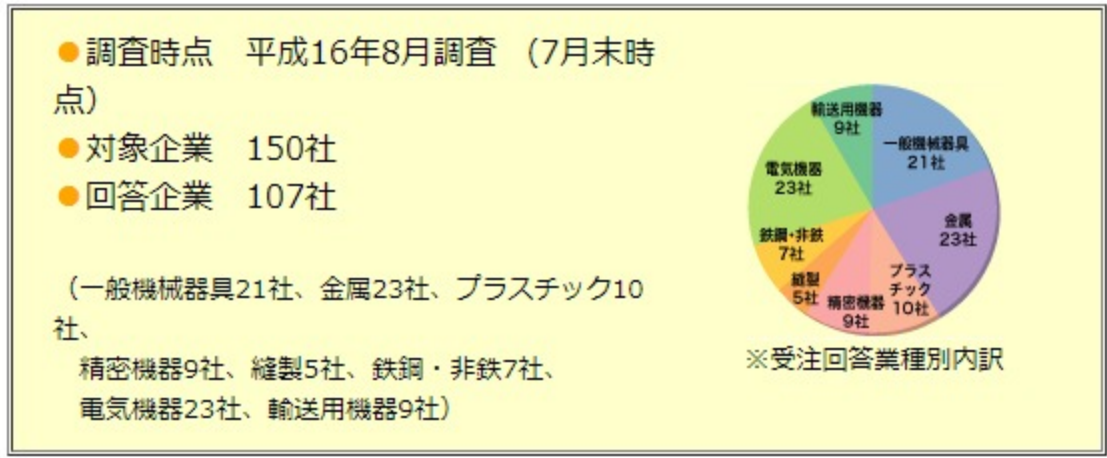 ●調査時点　平成16年8月調査　（7月末時
点）
●対象企業　150社
●回答企業　107社
（一般機械器具21社、金属23社、プラスチック10
社、
精密機器9社、縫製5社、鉄鋼・非鉄7社、
電気機器23社、輸送用機器9社）
輸送用機器
9社
一般機械器具
21社
電気機器
23社
金属
23社
鉄鋼・非鉄
7社
縫製
5社
精密機器
9社
プラス
チック
10社
※受注回答業種別内訳